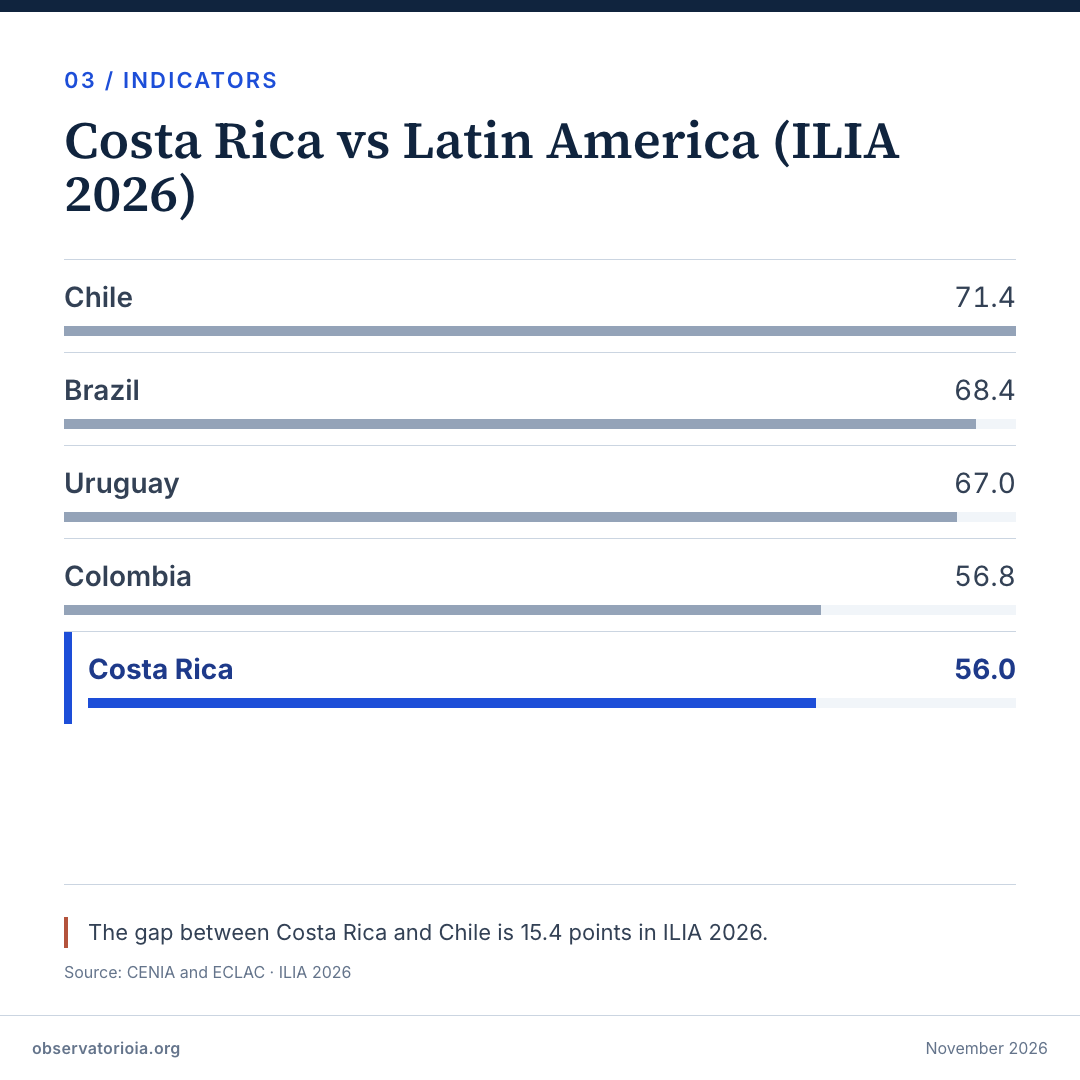 03 / INDICATORS
Costa Rica vs Latin America (ILIA
2026)
Chile 71.4
Brazil 68.4
Uruguay 67.0
Colombia 56.8
Costa Rica 56.0
The gap between Costa Rica and Chile is 15.4 points in ILIA 2026.
Source: CENIA and ECLAC · ILIA 2026
observatorioia.org November 2026